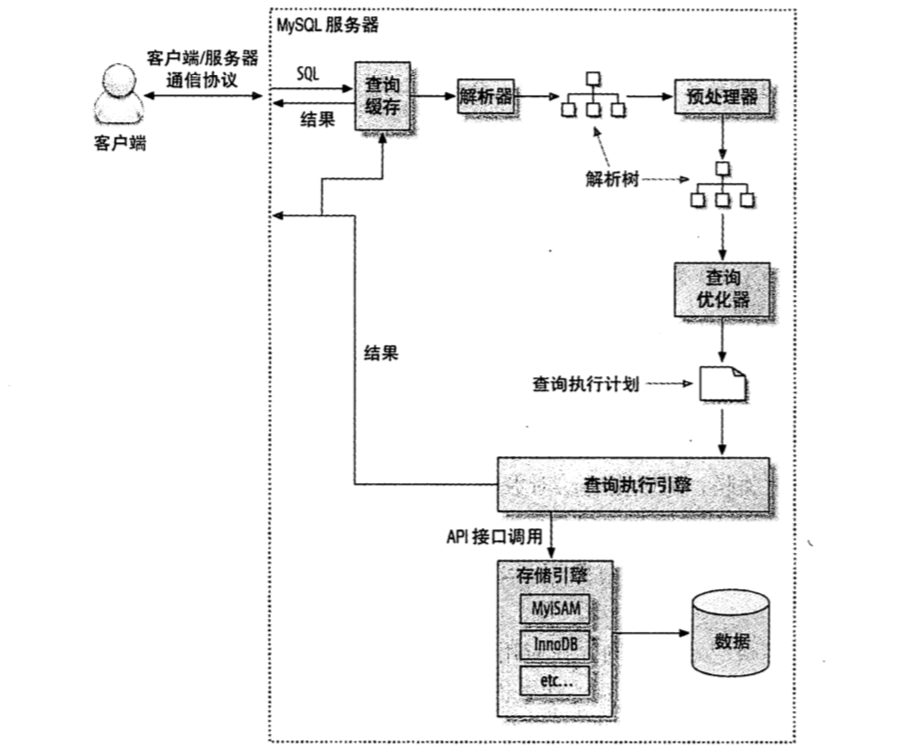 MySQL 服务器
客户端/服务器
通信协议
客户端
SQL
结果
查询
缓存
解析器
预处理器
解析树
查询
优化器
结果
查询执行计划
查询执行引擎
API 接口调用
存储引擎
MyISAM
InnoDB
etc...
数据